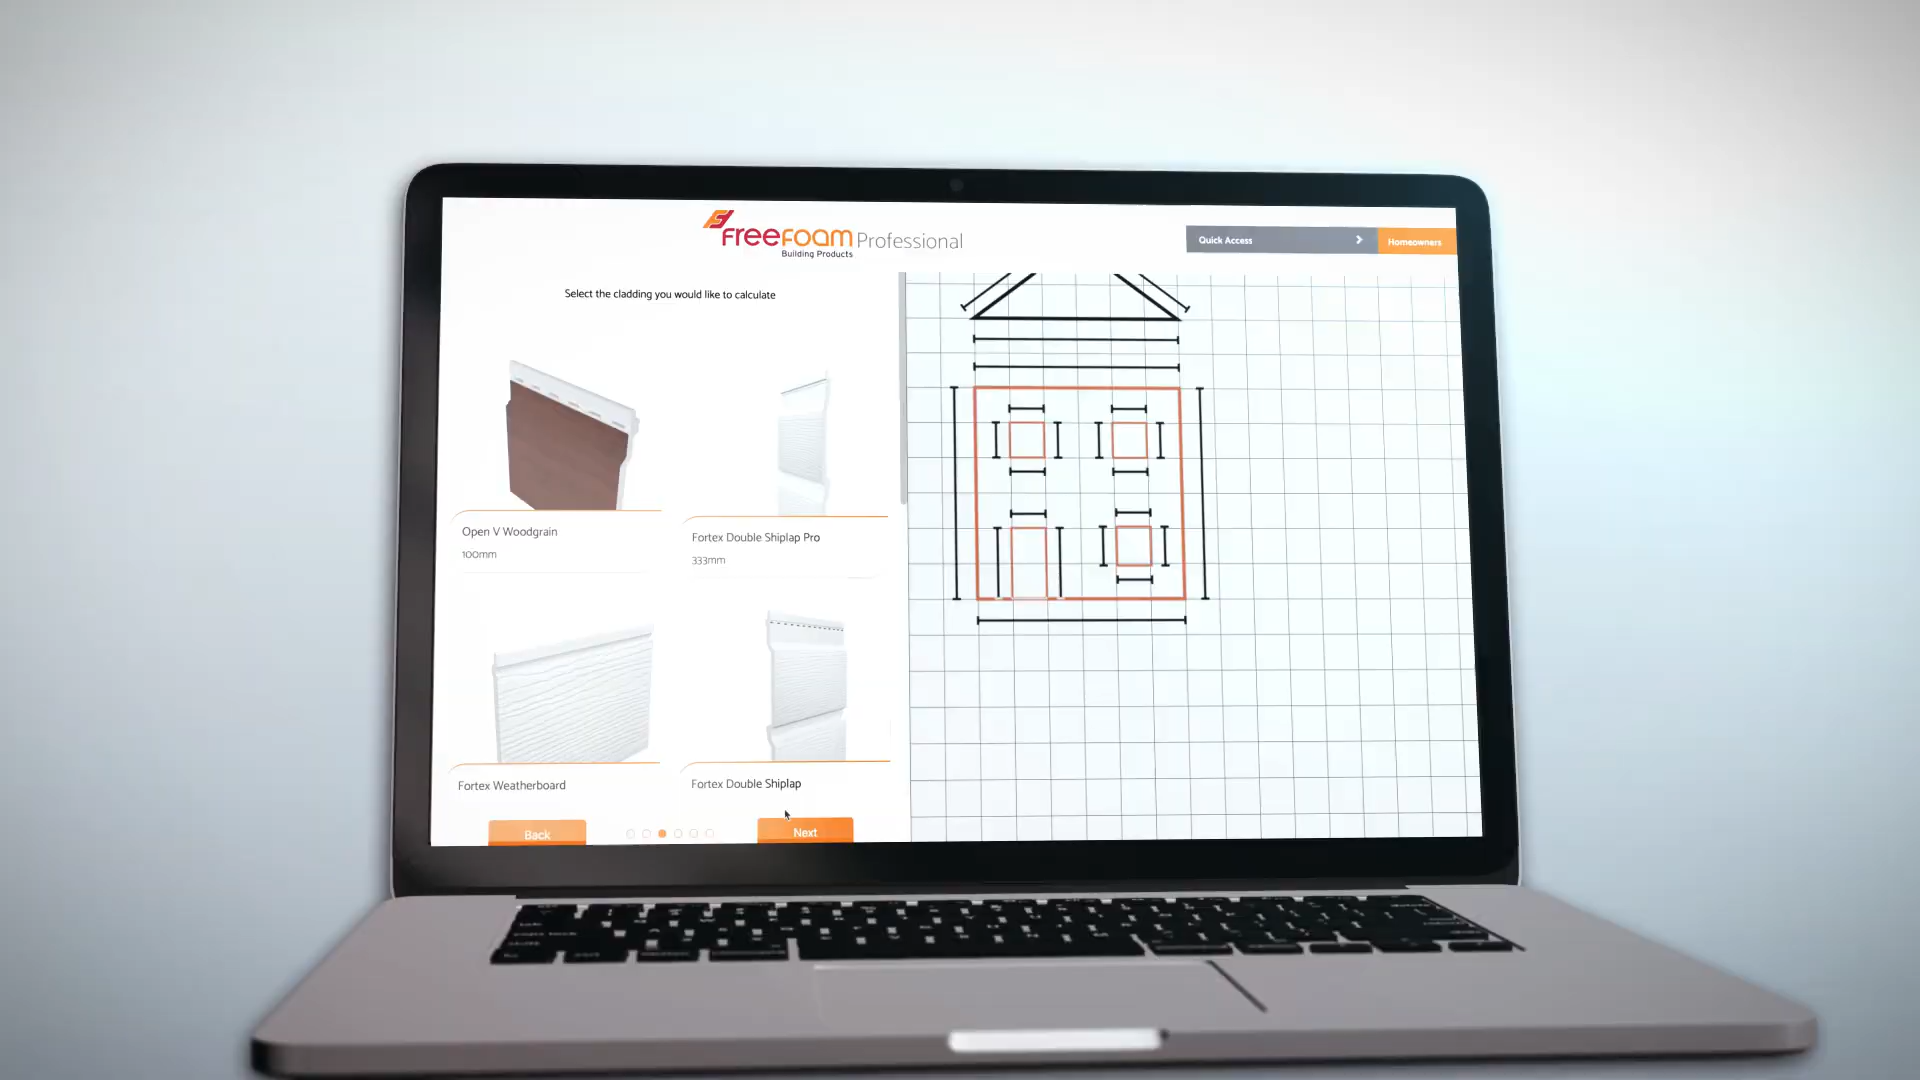 Freefoam Professional
Building Products
Quick Access
Homeowners
Select the cladding you would like to calculate
Open V Woodgrain
100mm
Fortex Double Shiplap Pro
333mm
Fortex Weatherboard
Fortex Double Shiplap
Back
Next